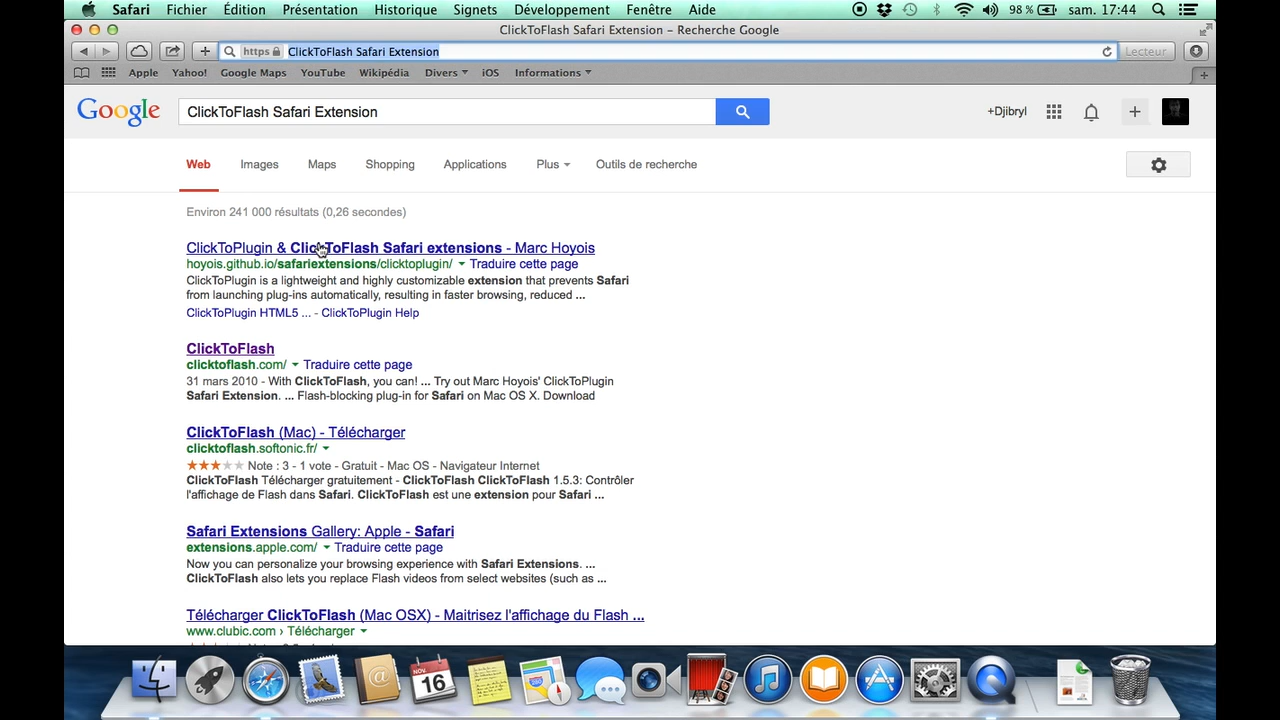 Safari Fichier Édition Présentation Historique Signets Développement Fenêtre Aide 98 % sam. 17:44
ClickToFlash Safari Extension – Recherche Google
https ClickToFlash Safari Extension Lecteur
Apple Yahoo! Google Maps YouTube Wikipédia Divers iOS Informations
Google ClickToFlash Safari Extension +Djibryl
Web Images Maps Shopping Applications Plus Outils de recherche
Environ 241 000 résultats (0,26 secondes)
ClickToPlugin & ClickToFlash Safari extensions - Marc Hoyois
hoyois.github.io/safariextensions/clicktoplugin/ Traduire cette page
ClickToPlugin is a lightweight and highly customizable extension that prevents Safari
from launching plug-ins automatically, resulting in faster browsing, reduced ...
ClickToPlugin HTML5 ... - ClickToPlugin Help
ClickToFlash
clicktoflash.com/ Traduire cette page
31 mars 2010 - With ClickToFlash, you can! ... Try out Marc Hoyois' ClickToPlugin
Safari Extension. ... Flash-blocking plug-in for Safari on Mac OS X. Download
ClickToFlash (Mac) - Télécharger
clicktoflash.softonic.fr/
Note : 3 - 1 vote - Gratuit - Mac OS - Navigateur Internet
ClickToFlash Télécharger gratuitement - ClickToFlash ClickToFlash 1.5.3: Contrôler
l'affichage de Flash dans Safari. ClickToFlash est une extension pour Safari ...
Safari Extensions Gallery: Apple - Safari
extensions.apple.com/ Traduire cette page
Now you can personalize your browsing experience with Safari Extensions. ...
ClickToFlash also lets you replace Flash videos from select websites (such as ...
Télécharger ClickToFlash (Mac OSX) - Maitrisez l'affichage du Flash ...
www.clubic.com › Télécharger
NOV.
16